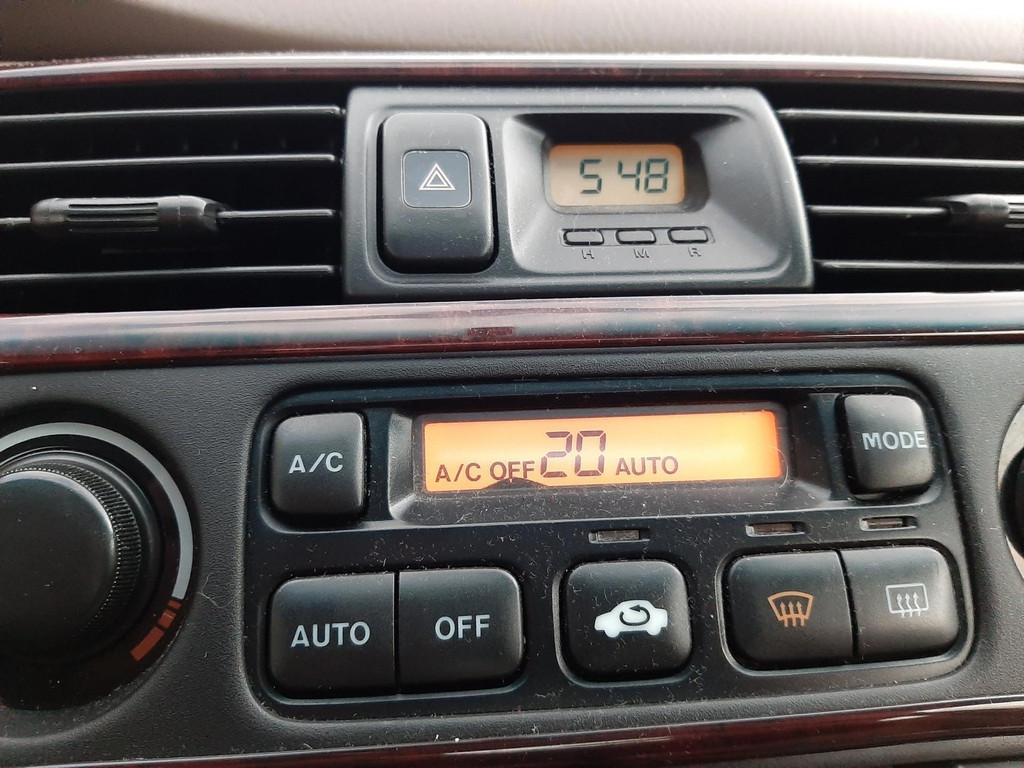 5 48
H M R
A/C
A/C OFF 20 AUTO
MODE
AUTO
OFF